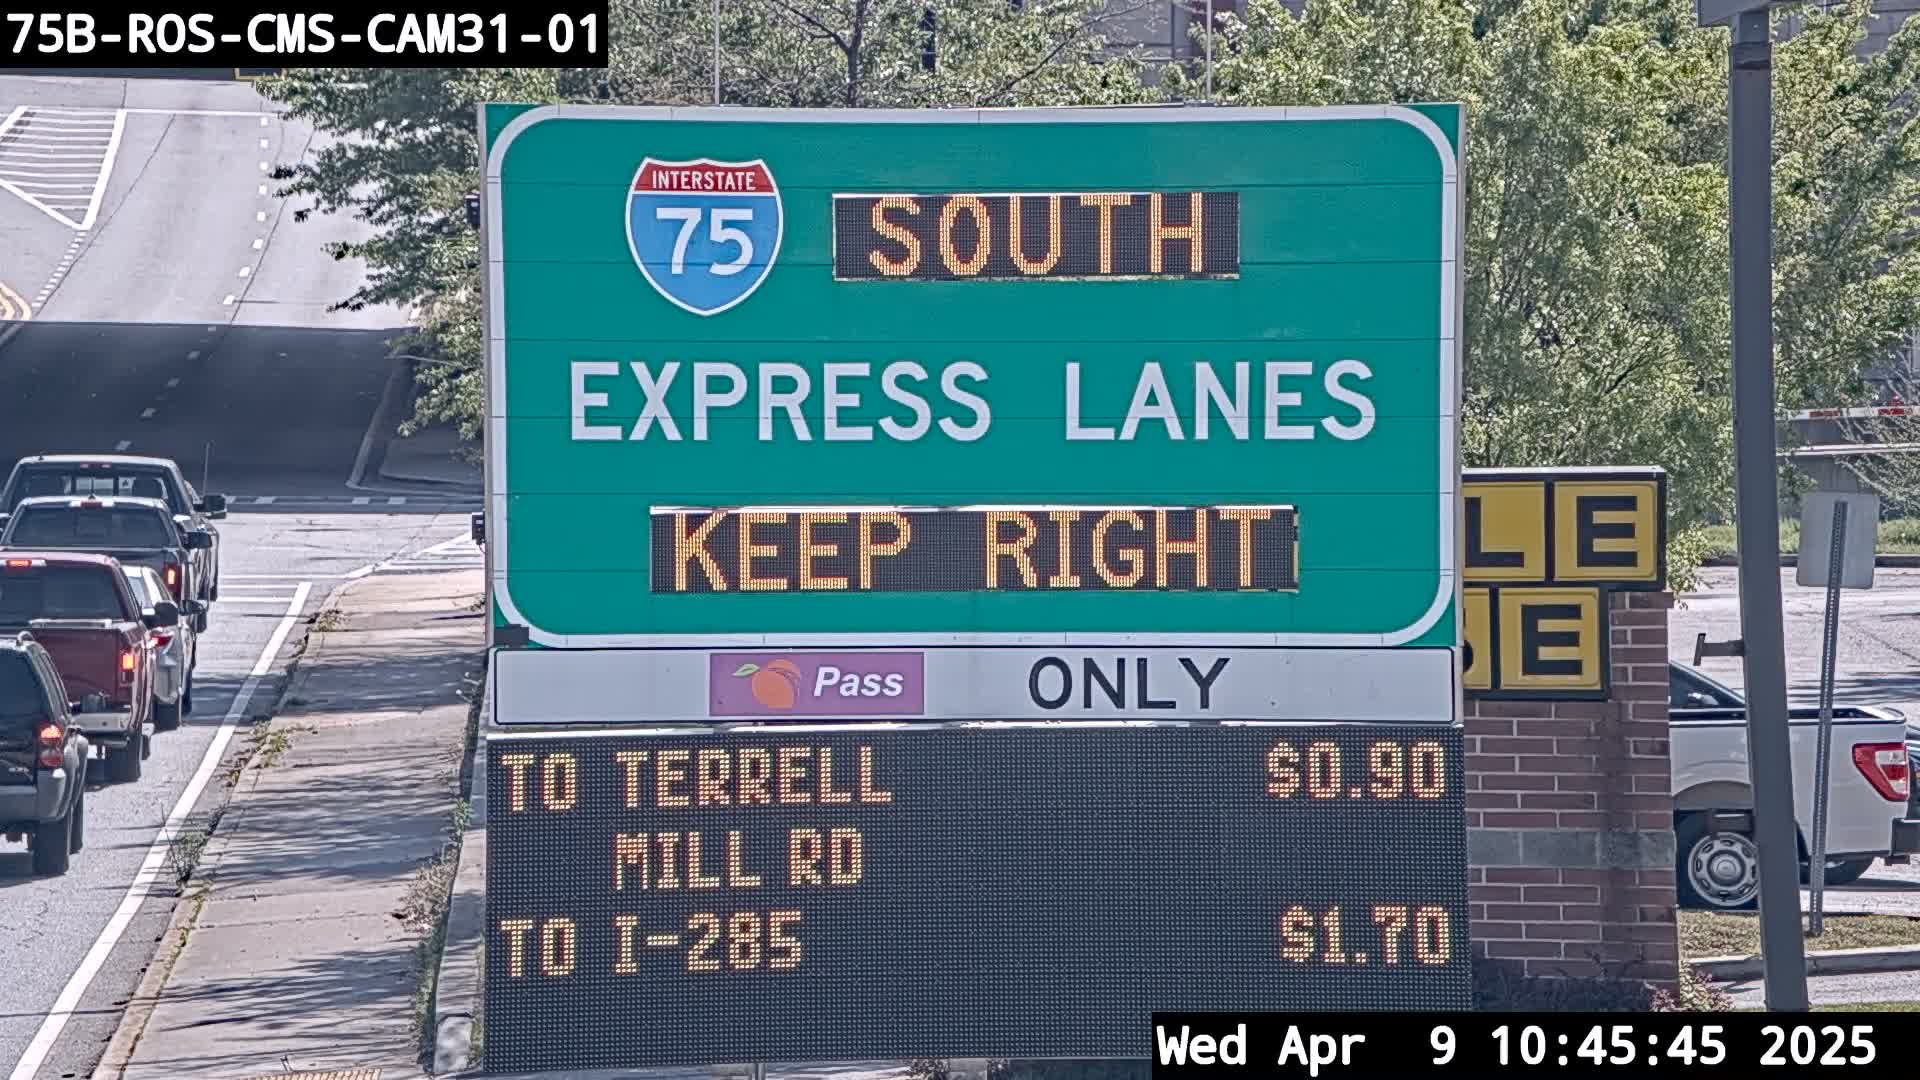 75B-ROS-CMS-CAM31-01
INTERSTATE
75
SOUTH
EXPRESS LANES
KEEP RIGHT
LE
E
Pass ONLY
TO TERRELL $0.90
MILL RD
TO I-285 $1.70
Wed Apr 9 10:45:45 2025